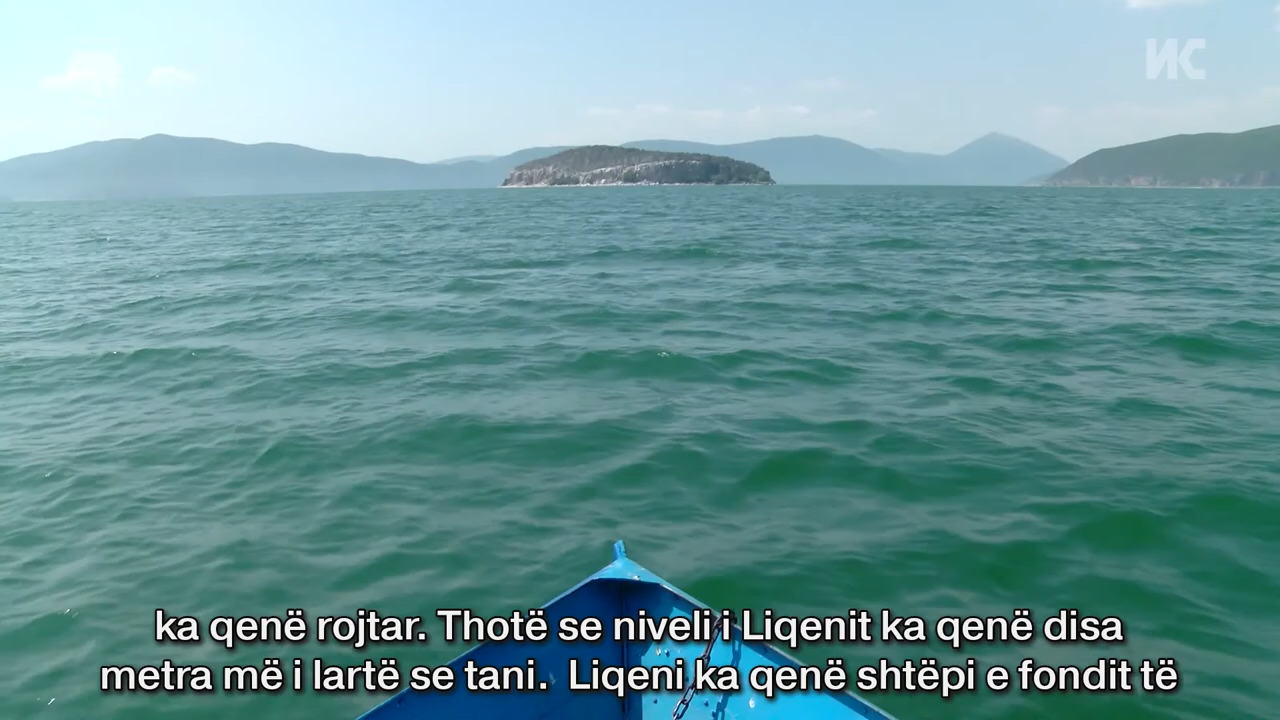 ИС
ka qenë rojtar. Thotë se niveli i Liqenit ka qenë disa
metra më i lartë se tani. Liqeni ka qenë shtëpi e fondit të